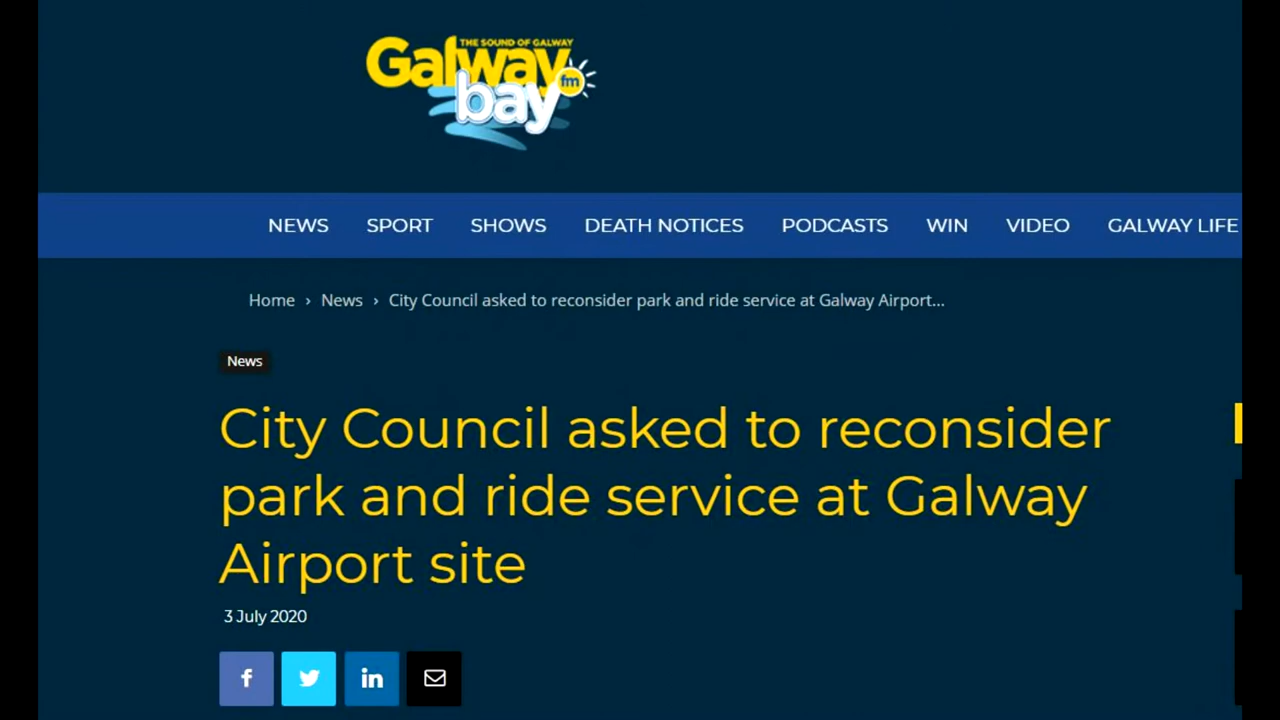 THE SOUND OF GALWAY
Galway
bay fm
NEWS SPORT SHOWS DEATH NOTICES PODCASTS WIN VIDEO GALWAY LIFE
Home › News › City Council asked to reconsider park and ride service at Galway Airport...
News
City Council asked to reconsider
park and ride service at Galway
Airport site
3 July 2020